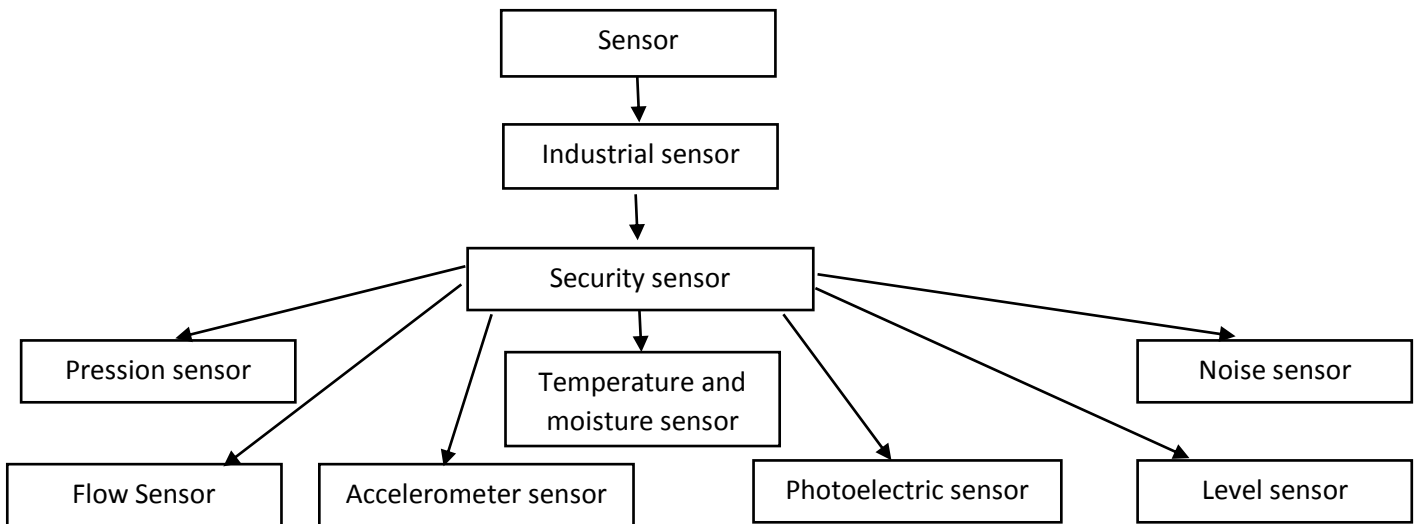 Sensor
Industrial sensor
Security sensor
Pression sensor
Temperature and
moisture sensor
Noise sensor
Flow Sensor
Accelerometer sensor
Photoelectric sensor
Level sensor